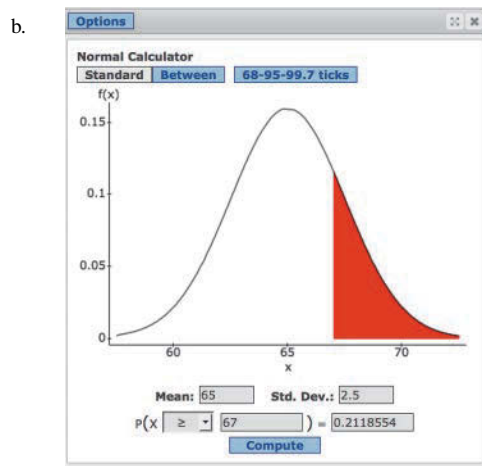 b.
Options
Normal Calculator
Standard Between 68-95-99.7 ticks
f(x)
0.15
0.1
0.05
0
60 65 70
x
Mean: 65 Std. Dev.: 2.5
P(X ≥ 67 ) = 0.2118554
Compute